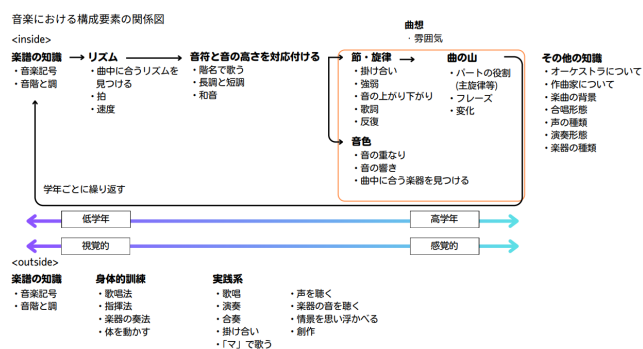 音楽における構成要素の関係図
<inside>
曲想
・雰囲気
楽譜の知識
・音楽記号
・音階と調
リズム
・曲中に合うリズムを
見つける
・拍
・速度
音符と音の高さを対応付ける
・階名で歌う
・長調と短調
・和音
節・旋律
・掛け合い
・強弱
・音の上がり下がり
・歌詞
・反復
曲の山
・パートの役割
(主旋律等)
・フレーズ
・変化
音色
・音の重なり
・音の響き
・曲中に合う楽器を見つける
その他の知識
・オーケストラについて
・作曲家について
・楽曲の背景
・合唱形態
・声の種類
・演奏形態
・楽器の種類
学年ごとに繰り返す
低学年
高学年
視覚的
感覚的
<outside>
楽譜の知識
・音楽記号
・音階と調
身体的訓練
・歌唱法
・指揮法
・楽器の奏法
・体を動かす
実践系
・歌唱
・演奏
・合奏
・掛け合い
・「マ」で歌う
・声を聴く
・楽器の音を聴く
・情景を思い浮かべる
・創作